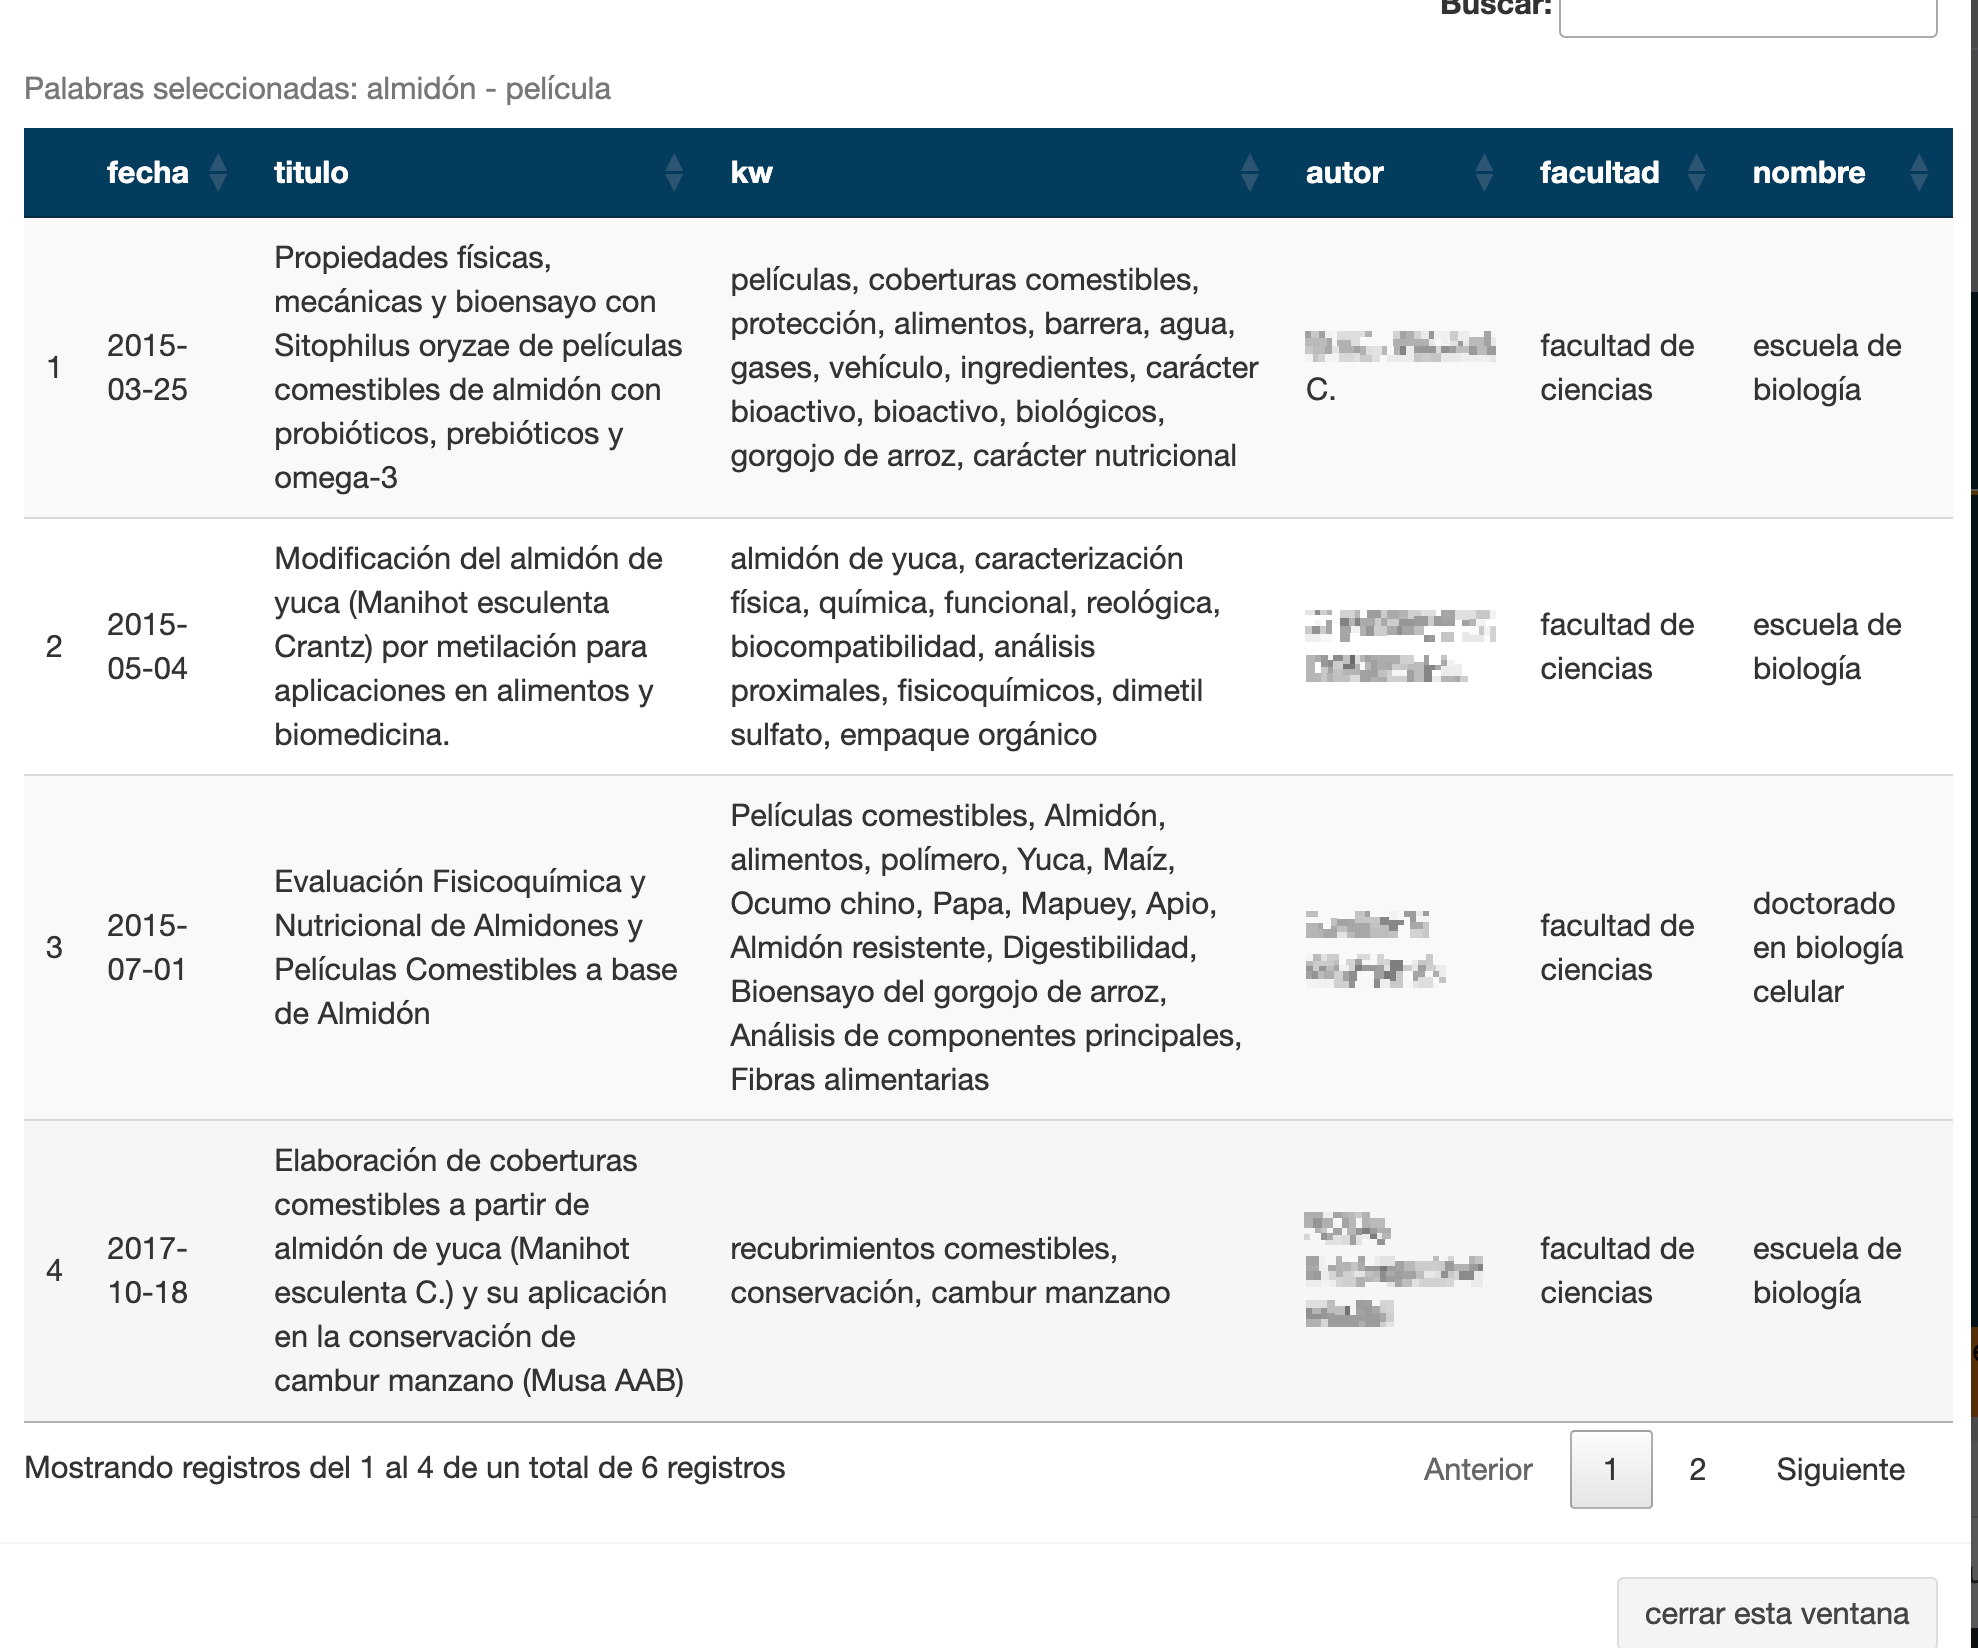 Buscar:
Palabras seleccionadas: almidón - película
fecha titulo kw autor facultad nombre
1
2015-
03-25
Propiedades físicas,
mecánicas y bioensayo con
Sitophilus oryzae de películas
comestibles de almidón con
probióticos, prebióticos y
omega-3
películas, coberturas comestibles,
protección, alimentos, barrera, agua,
gases, vehículo, ingredientes, carácter
bioactivo, bioactivo, biológicos,
gorgojo de arroz, carácter nutricional
C.
facultad de
ciencias
escuela de
biología
2
2015-
05-04
Modificación del almidón de
yuca (Manihot esculenta
Crantz) por metilación para
aplicaciones en alimentos y
biomedicina.
almidón de yuca, caracterización
física, química, funcional, reológica,
biocompatibilidad, análisis
proximales, fisicoquímicos, dimetil
sulfato, empaque orgánico
facultad de
ciencias
escuela de
biología
3
2015-
07-01
Evaluación Fisicoquímica y
Nutricional de Almidones y
Películas Comestibles a base
de Almidón
Películas comestibles, Almidón,
alimentos, polímero, Yuca, Maíz,
Ocumo chino, Papa, Mapuey, Apio,
Almidón resistente, Digestibilidad,
Bioensayo del gorgojo de arroz,
Análisis de componentes principales,
Fibras alimentarias
facultad de
ciencias
doctorado
en biología
celular
4
2017-
10-18
Elaboración de coberturas
comestibles a partir de
almidón de yuca (Manihot
esculenta C.) y su aplicación
en la conservación de
cambur manzano (Musa AAB)
recubrimientos comestibles,
conservación, cambur manzano
facultad de
ciencias
escuela de
biología
Mostrando registros del 1 al 4 de un total de 6 registros
Anterior 1 2 Siguiente
cerrar esta ventana